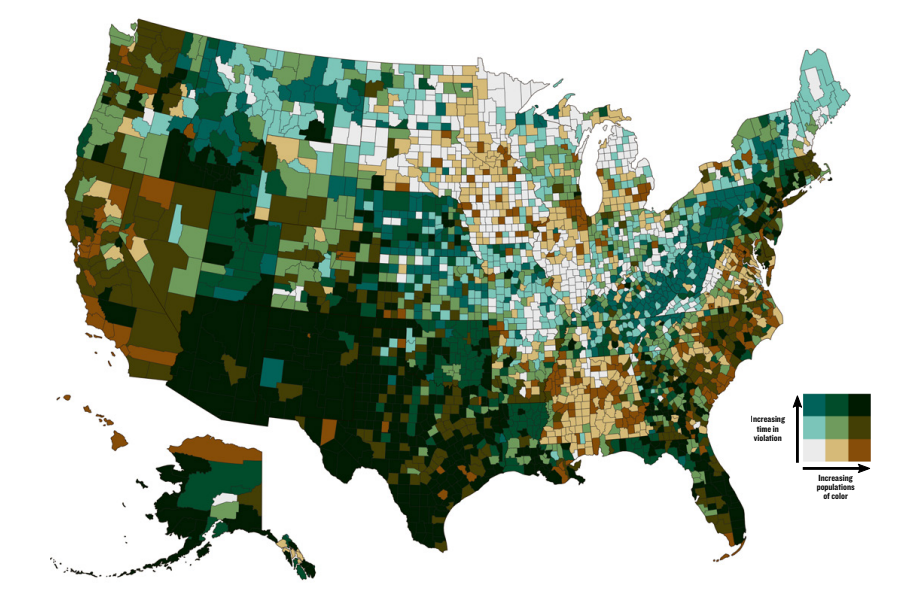 Increasing
time in
violation
Increasing
populations
of color